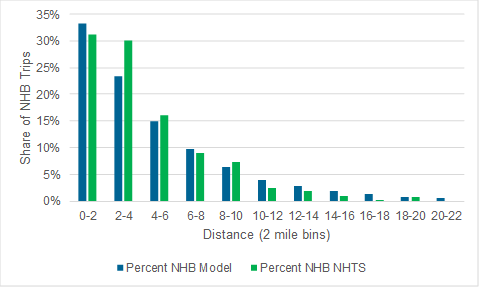 35%
30%
25%
20%
15%
10%
5%
0%
Share of NHB Trips
0-2 2-4 4-6 6-8 8-10 10-12 12-14 14-16 16-18 18-20 20-22
Distance (2 mile bins)
Percent NHB Model Percent NHB NHTS